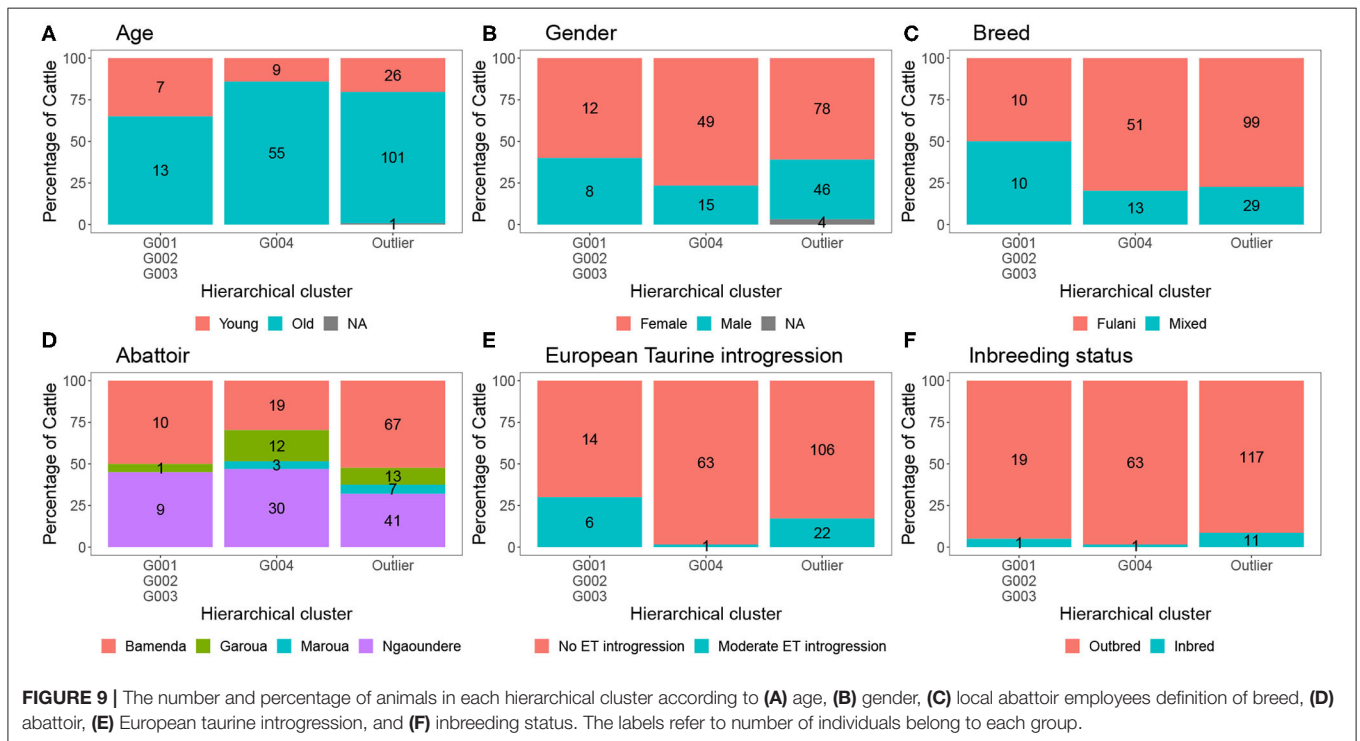 A Age
Percentage of Cattle
100
75
50
25
0
7
13
9
55
26
101
1
G001
G002
G003
G004
Outlier
Hierarchical cluster
Young Old NA
B Gender
Percentage of Cattle
100
75
50
25
0
12
8
49
15
78
46
4
G001
G002
G003
G004
Outlier
Hierarchical cluster
Female Male NA
C Breed
Percentage of Cattle
100
75
50
25
0
10
10
51
13
99
29
G001
G002
G003
G004
Outlier
Hierarchical cluster
Fulani Mixed
D Abattoir
Percentage of Cattle
100
75
50
25
0
10
1
9
19
12
3
30
67
13
7
41
G001
G002
G003
G004
Outlier
Hierarchical cluster
Bamenda Garoua Maroua Ngaoundere
E European Taurine introgression
Percentage of Cattle
100
75
50
25
0
14
6
63
1
106
22
G001
G002
G003
G004
Outlier
Hierarchical cluster
No ET introgression Moderate ET introgression
F Inbreeding status
Percentage of Cattle
100
75
50
25
0
19
1
63
1
117
11
G001
G002
G003
G004
Outlier
Hierarchical cluster
Outbred Inbred
FIGURE 9 | The number and percentage of animals in each hierarchical cluster according to (A) age, (B) gender, (C) local abattoir employees definition of breed, (D)
abattoir, (E) European taurine introgression, and (F) inbreeding status. The labels refer to number of individuals belong to each group.